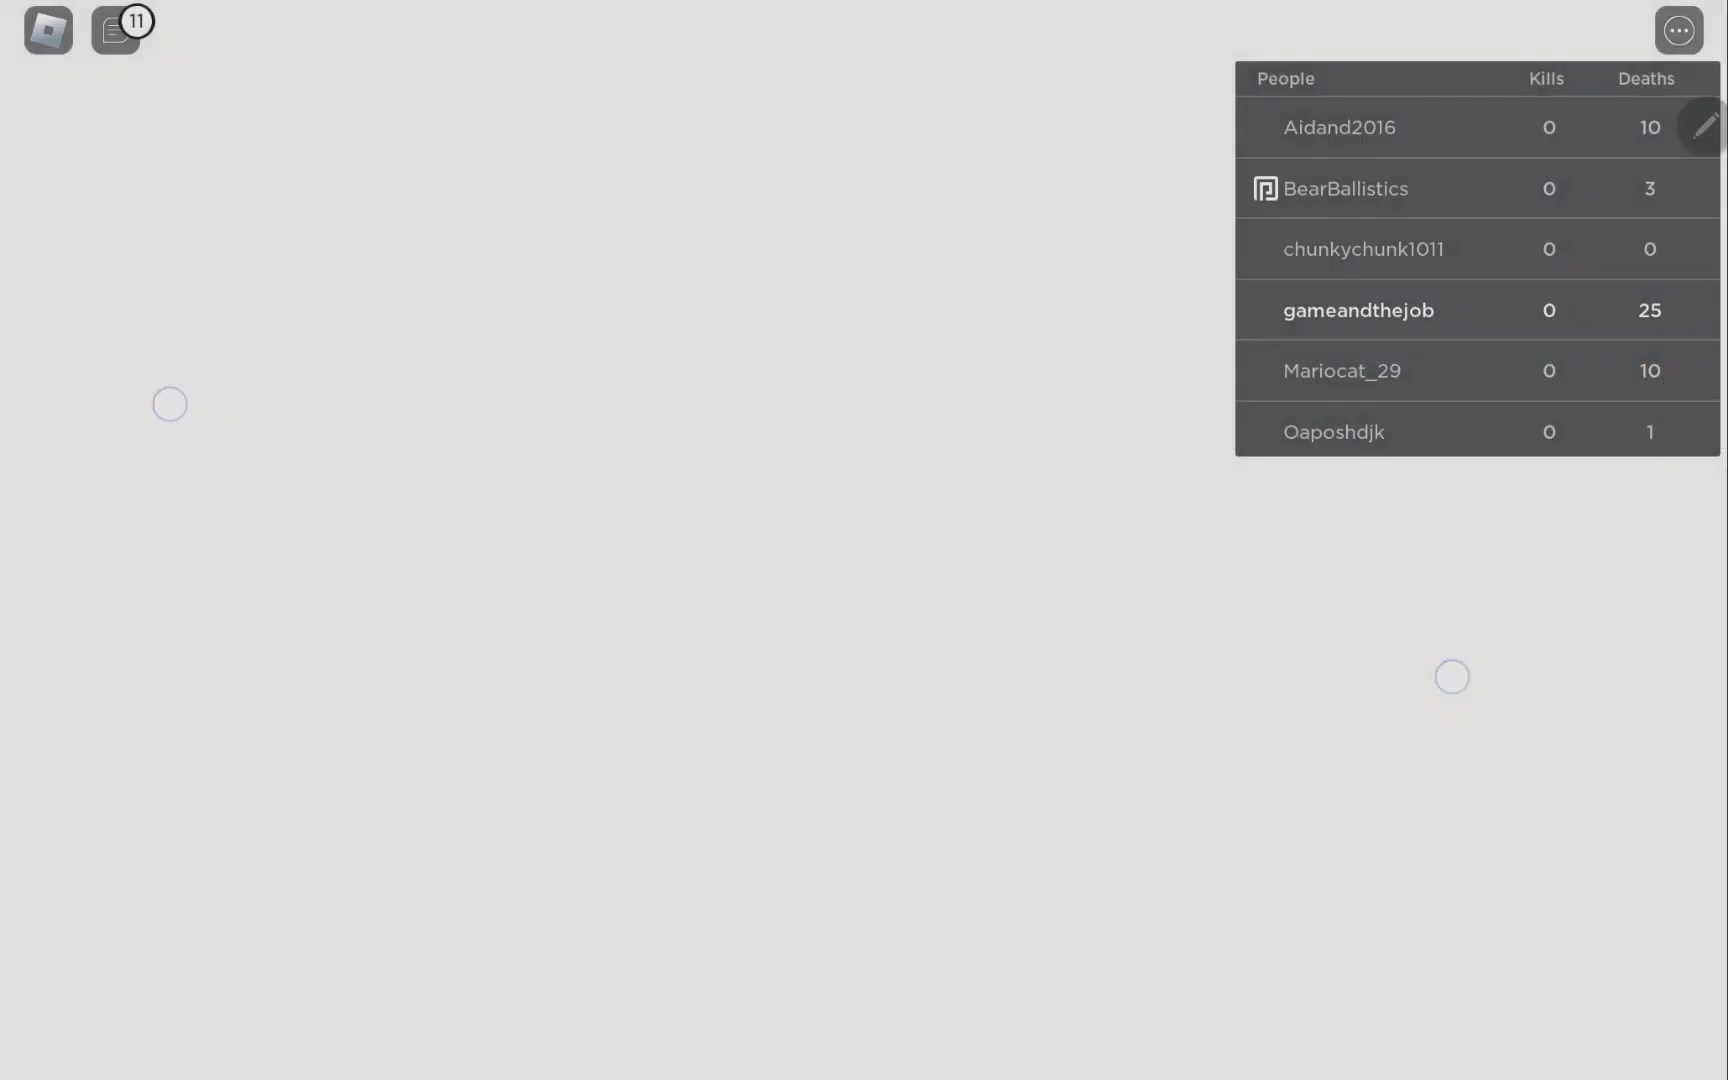 11
People Kills Deaths
Aidand2016 0 10
BearBallistics 0 3
chunkychunk1011 0 0
gameandthejob 0 25
Mariocat_29 0 10
Oaposhdjk 0 1